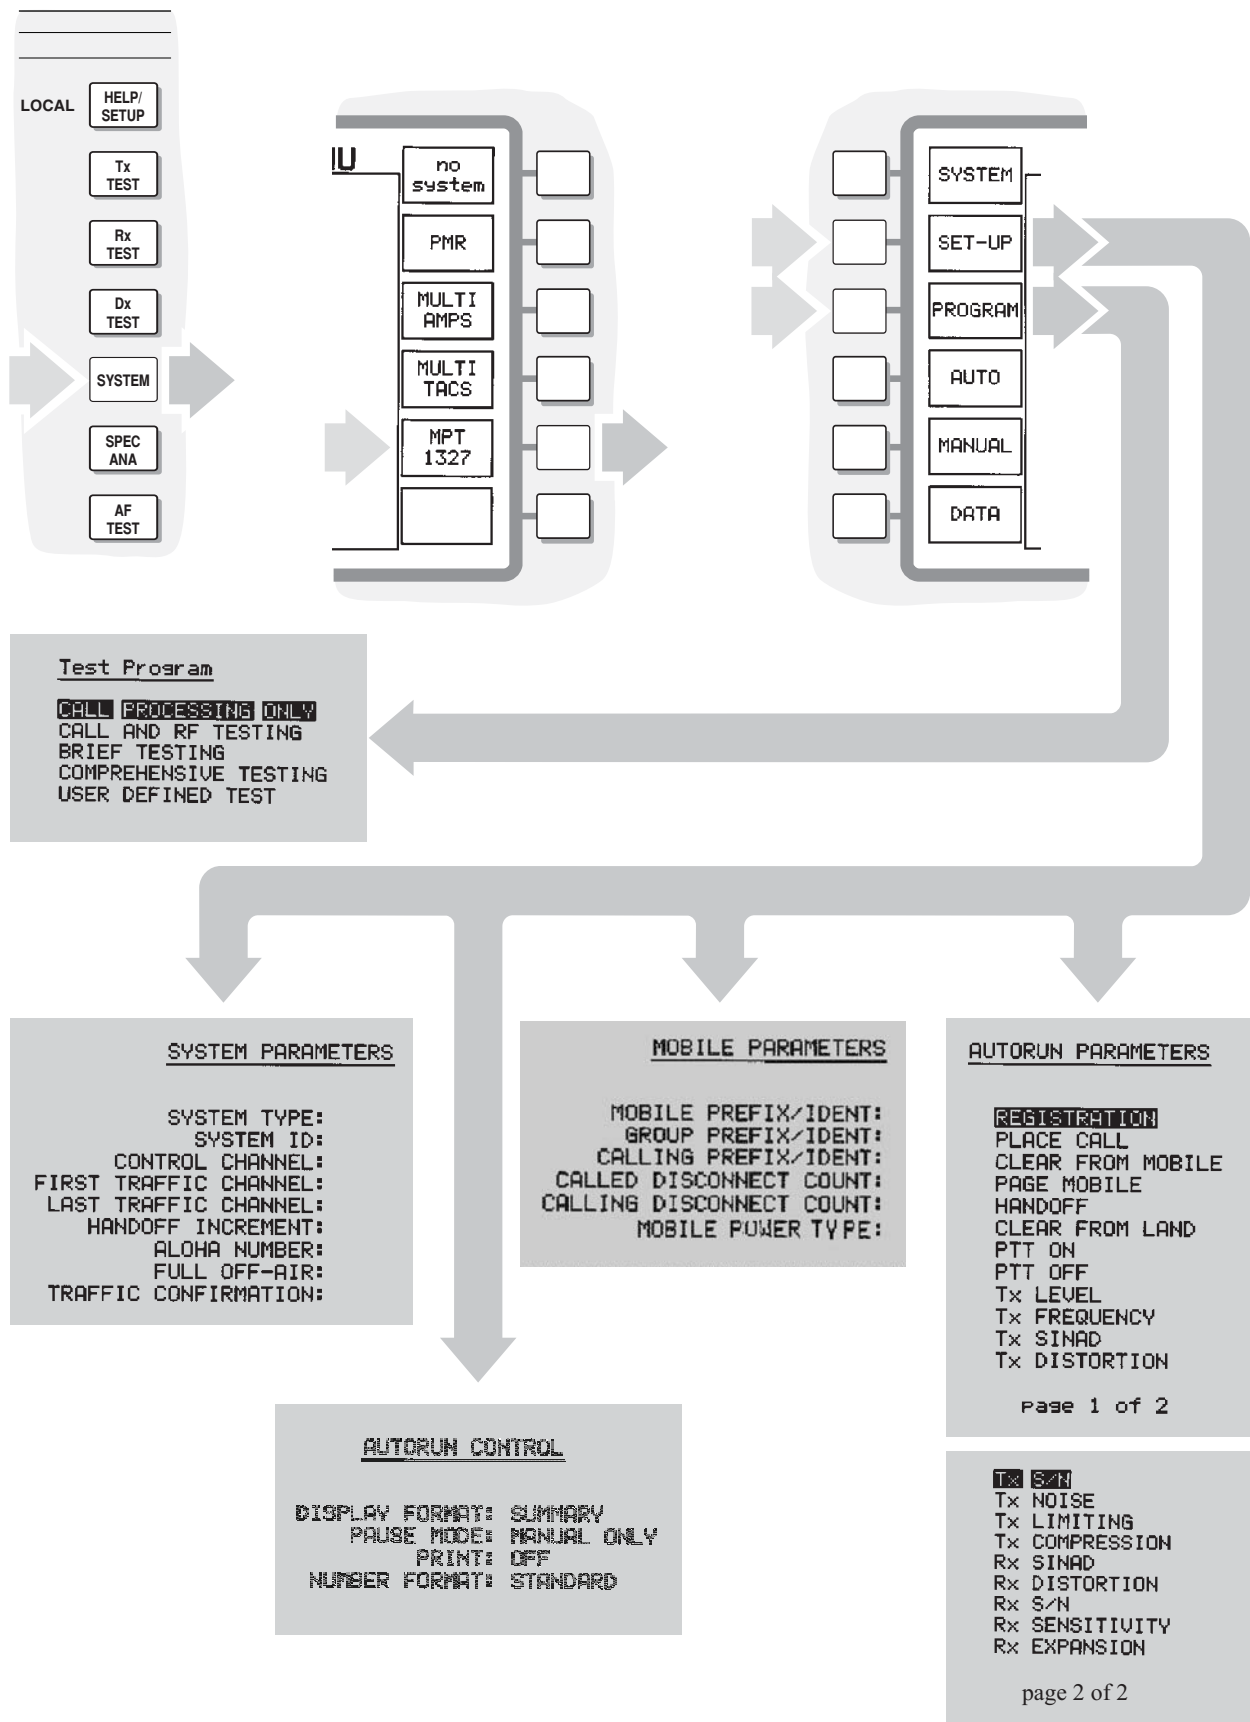 LOCAL
HELP/
SETUP
Tx
TEST
Rx
TEST
Dx
TEST
SYSTEM
SPEC
ANA
AF
TEST
no
system
PMR
MULTI
AMPS
MULTI
TACS
MPT
1327
SYSTEM
SET-UP
PROGRAM
AUTO
MANUAL
DATA
Test Program
CALL PROCESSING ONLY
CALL AND RF TESTING
BRIEF TESTING
COMPREHENSIVE TESTING
USER DEFINED TEST
SYSTEM PARAMETERS
SYSTEM TYPE:
SYSTEM ID:
CONTROL CHANNEL:
FIRST TRAFFIC CHANNEL:
LAST TRAFFIC CHANNEL:
HANDOFF INCREMENT:
ALOHA NUMBER:
FULL OFF-AIR:
TRAFFIC CONFIRMATION:
MOBILE PARAMETERS
MOBILE PREFIX/IDENT:
GROUP PREFIX/IDENT:
CALLING PREFIX/IDENT:
CALLED DISCONNECT COUNT:
CALLING DISCONNECT COUNT:
MOBILE POWER TYPE:
AUTORUN PARAMETERS
REGISTRATION
PLACE CALL
CLEAR FROM MOBILE
PAGE MOBILE
HANDOFF
CLEAR FROM LAND
PTT ON
PTT OFF
Tx LEVEL
Tx FREQUENCY
Tx SINAD
Tx DISTORTION
page 1 of 2
AUTORUN CONTROL
DISPLAY FORMAT: SUMMARY
PAUSE MODE: MANUAL ONLY
PRINT: OFF
NUMBER FORMAT: STANDARD
Tx S/N
Tx NOISE
Tx LIMITING
Tx COMPRESSION
Rx SINAD
Rx DISTORTION
Rx S/N
Rx SENSITIVITY
Rx EXPANSION
page 2 of 2